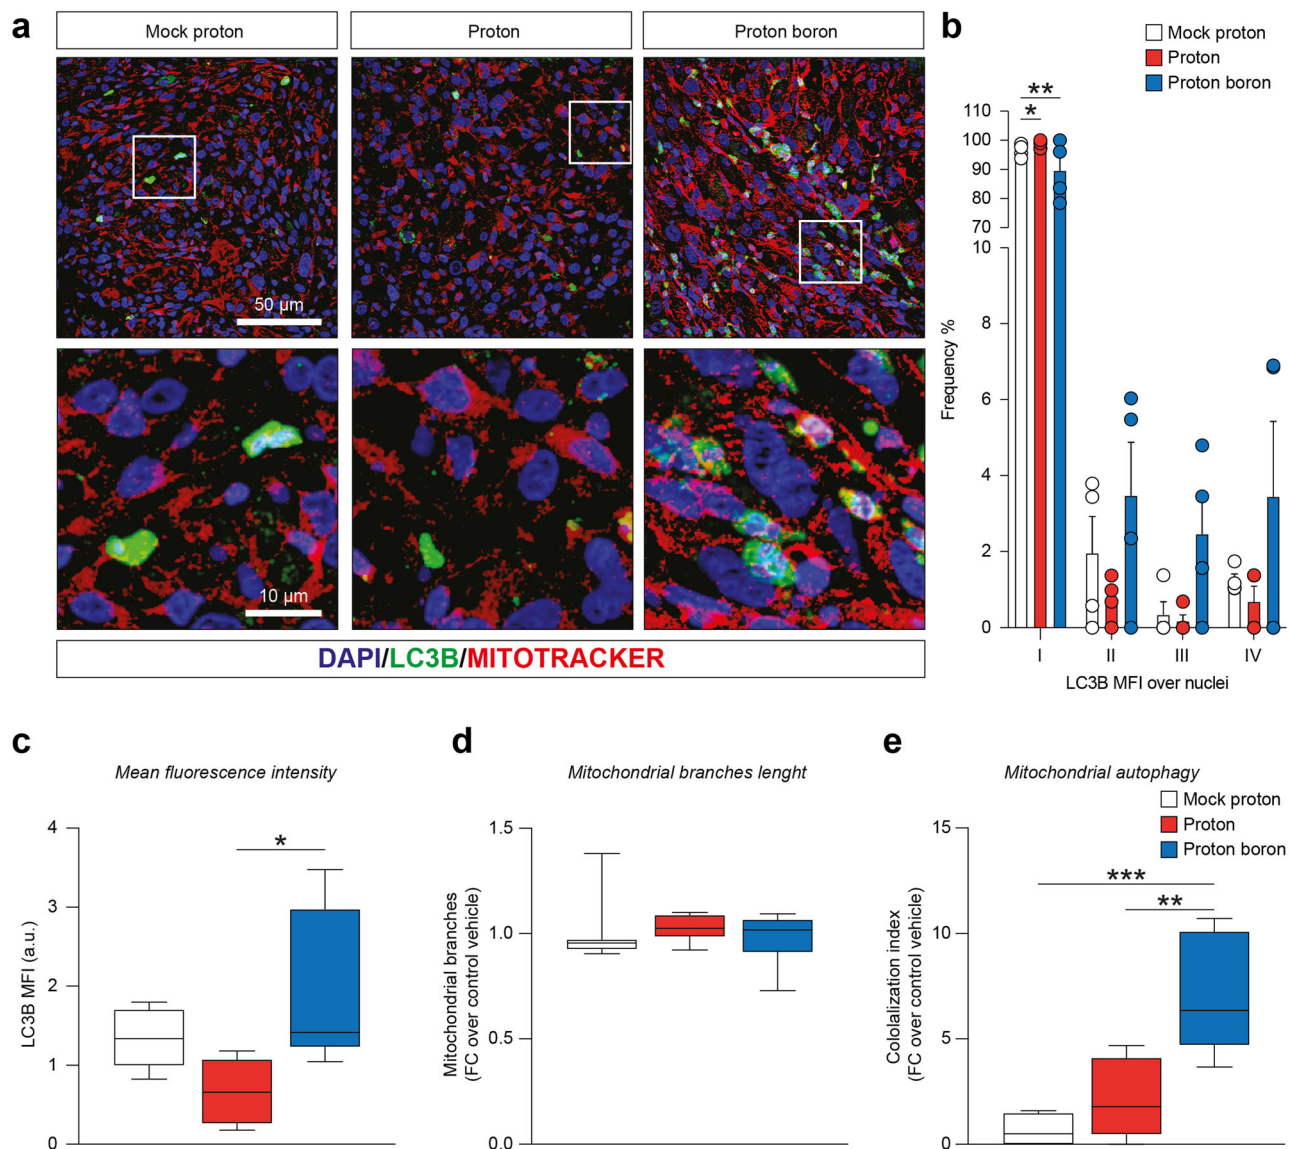 a
Mock proton
Proton
Proton boron
50 µm
10 µm
DAPI/LC3B/MITOTRACKER
b
Mock proton
Proton
Proton boron
**
*
110
100
90
80
70
10
8
6
4
2
0
Frequency %
I
II
III
IV
LC3B MFI over nuclei
c
Mean fluorescence intensity
*
4
3
2
1
0
LC3B MFI (a.u.)
d
Mitochondrial branches lenght
1.5
1.0
0.5
0.0
Mitochondrial branches
(FC over control vehicle)
e
Mitochondrial autophagy
Mock proton
Proton
Proton boron
***
**
15
10
5
0
Cololalization index
(FC over control vehicle)